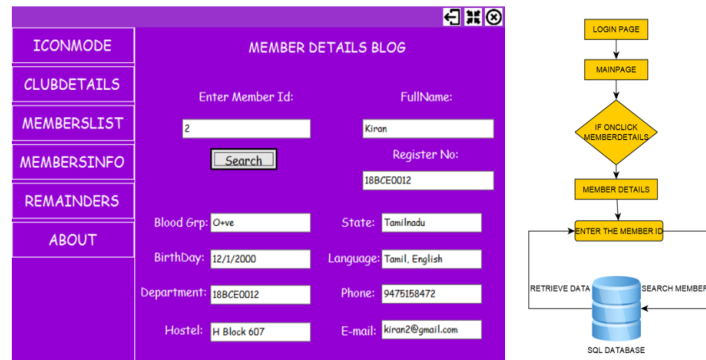 ICONMODE
CLUBDETAILS
MEMBERSLIST
MEMBERSINFO
REMAINDERS
ABOUT
MEMBER DETAILS BLOG
Enter Member Id:
2
Search
FullName:
Kiran
Register No:
18BCE0012
Blood Grp: O+ve
State: Tamilnadu
BirthDay: 12/1/2000
Language: Tamil, English
Department: 18BCE0012
Phone: 9475158472
Hostel: H Block 607
E-mail: kiran2@gmail.com
LOGIN PAGE
MAINPAGE
IF ONCLICK
MEMBERDETAILS
MEMBER DETAILS
ENTER THE MEMBER ID
RETRIEVE DATA
SEARCH MEMBER
SQL DATABASE